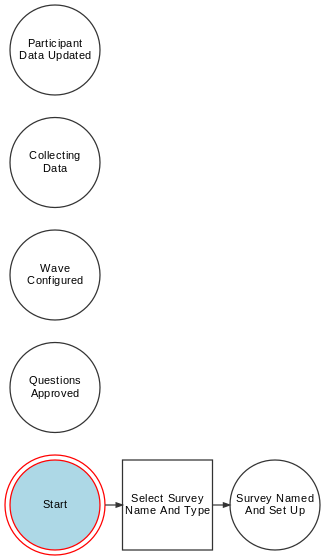 Participant
Data Updated
Collecting
Data
Wave
Configured
Questions
Approved
Start
Select Survey
Name And Type
Survey Named
And Set Up